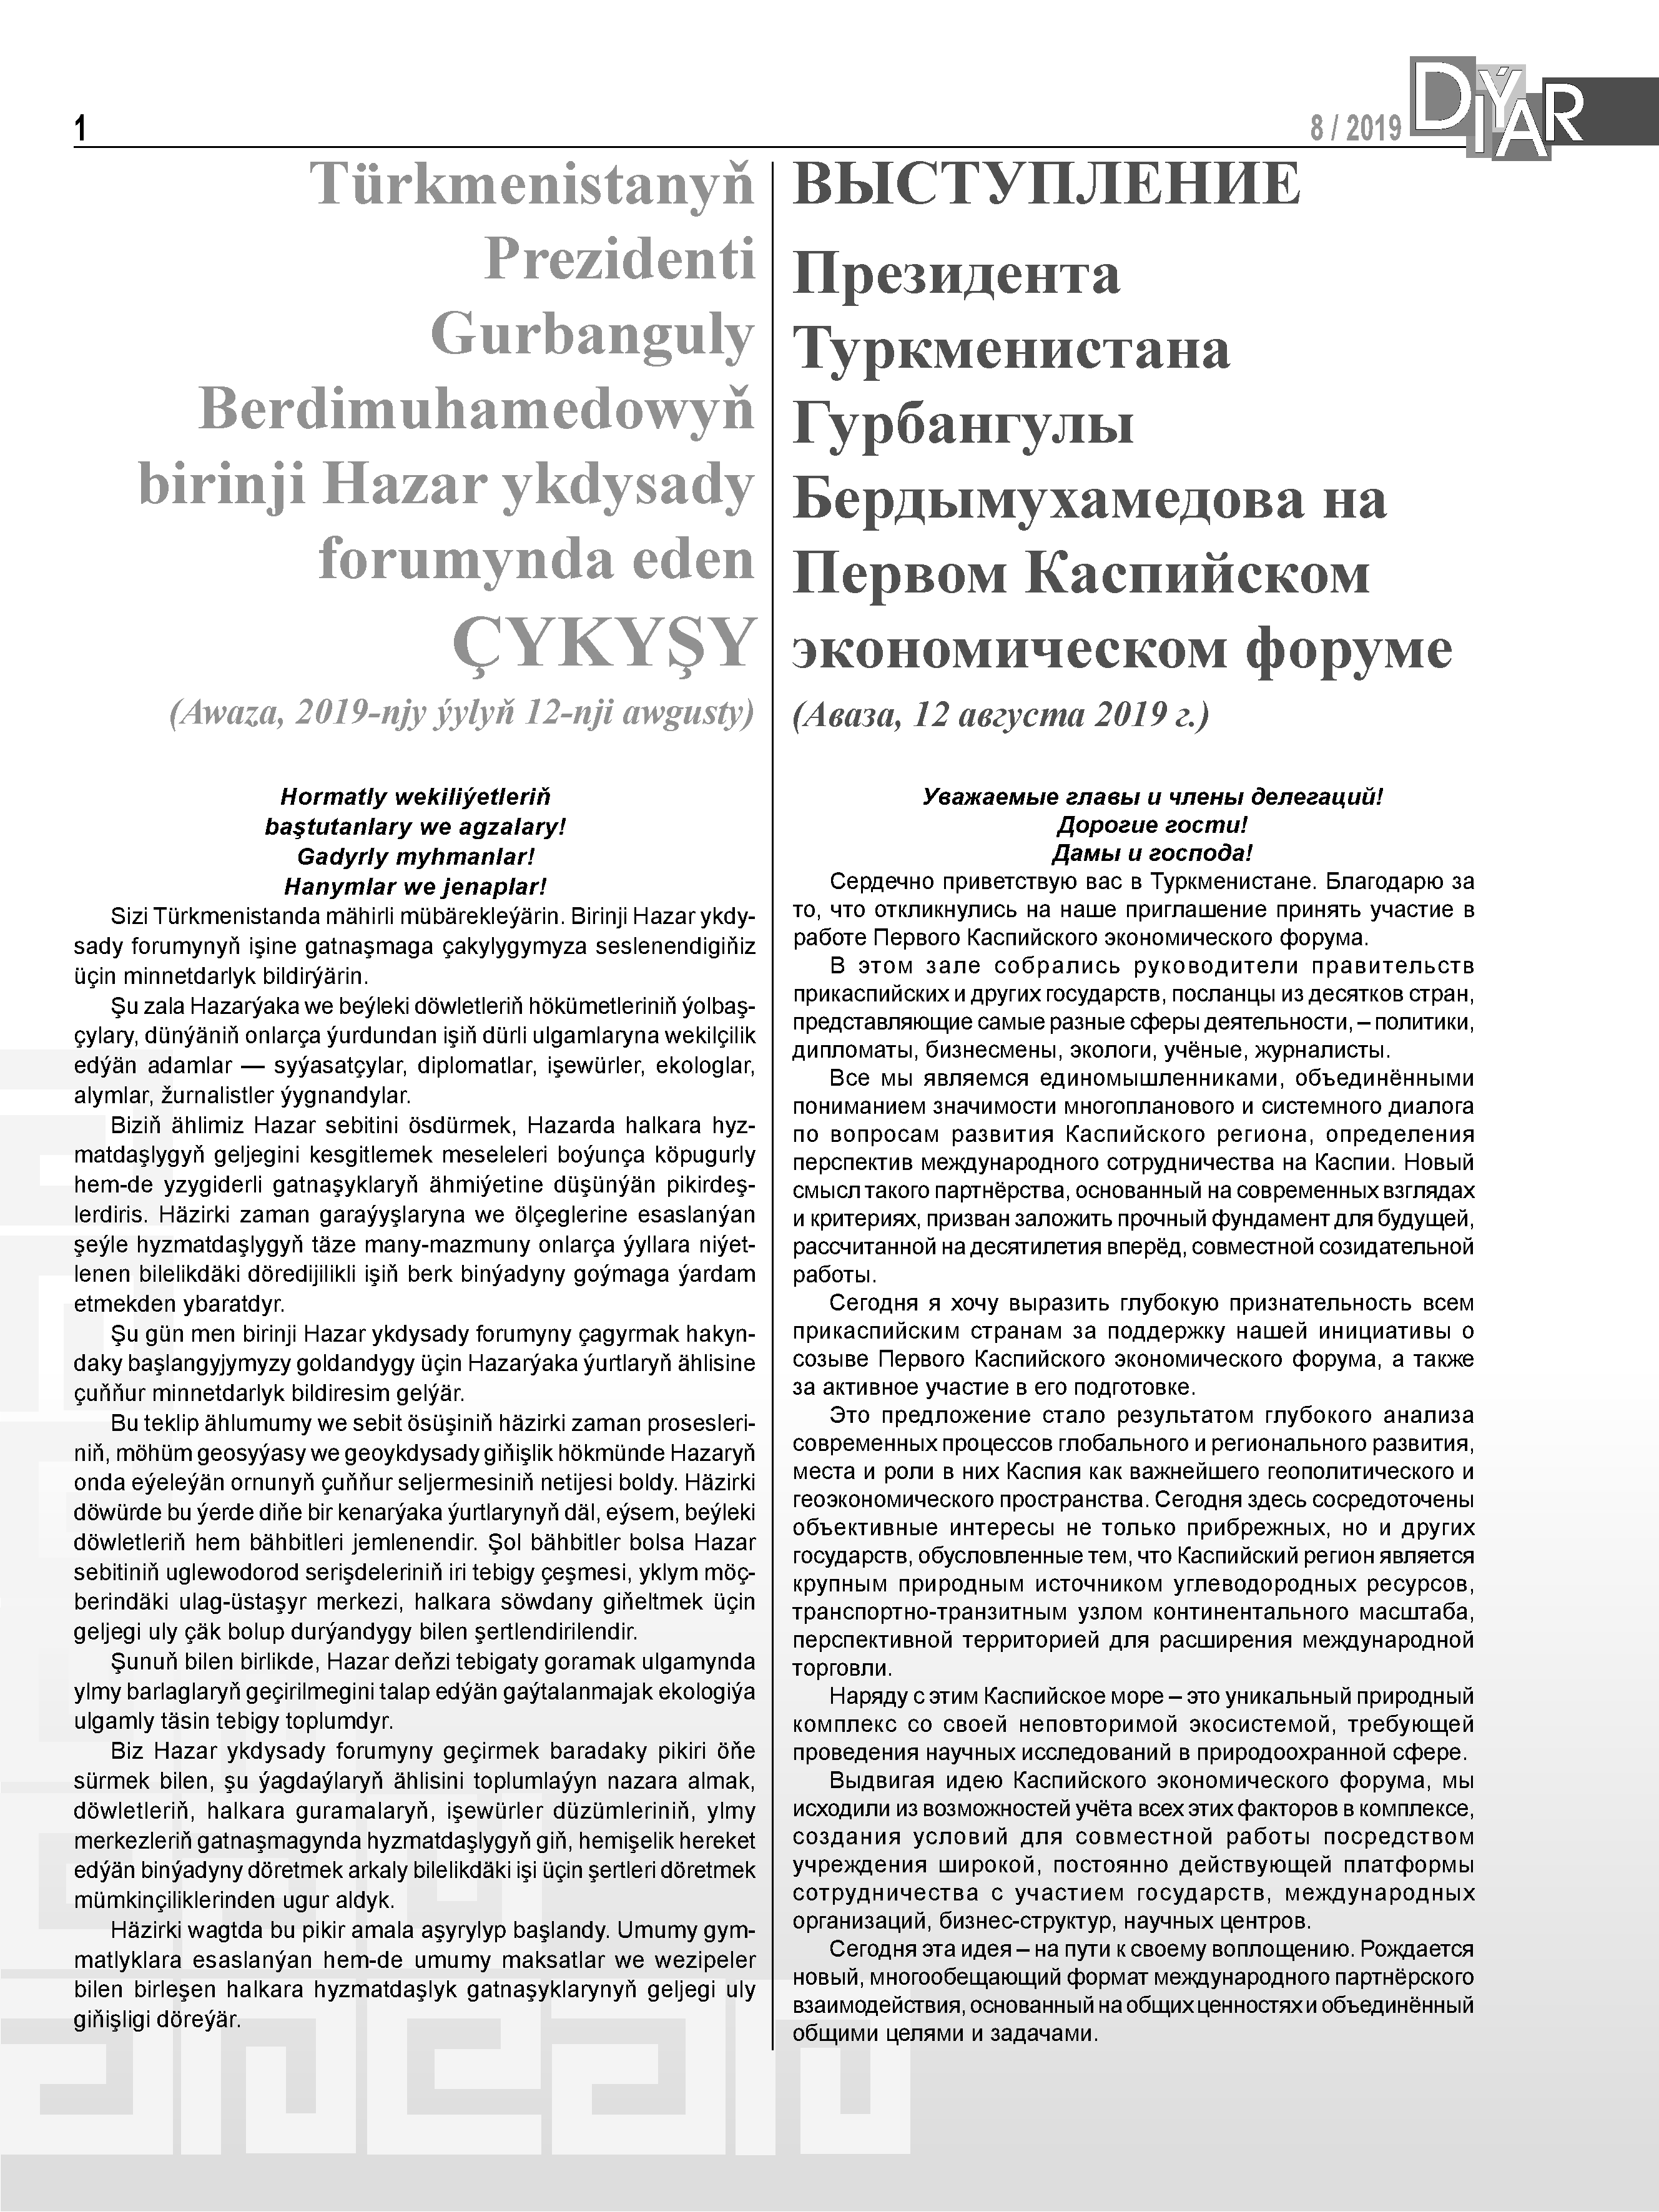 1
8 / 2019
DIÝAR
Türkmenistanyň
Prezidenti
Gurbanguly
Berdimuhamedowyň
birinji Hazar ykdysady
forumynda eden
ÇYKYŞY
(Awaza, 2019-njy ýylyň 12-nji awgusty)
Hormatly wekiliýetleriň
baştutanlary we agzalary!
Gadyrly myhmanlar!
Hanymlar we jenaplar!
Sizi Türkmenistanda mähirli mübärekleýärin. Birinji Hazar ykdy-
sady forumynyň işine gatnaşmaga çakylygymyza seslenendigiňiz
üçin minnetdarlyk bildirýärin.
Şu zala Hazarýaka we beýleki döwletleriň hökümetleriniň ýolbaş-
çylary, dünýäniň onlarça ýurdundan işiň dürli ulgamlaryna wekilçilik
edýän adamlar — syýasatçylar, diplomatlar, işewürler, ekologlar,
alymlar, žurnalistler ýygnandylar.
Biziň ählimiz Hazar sebitini ösdürmek, Hazarda halkara hyz-
matdaşlygyň geljegini kesgitlemek meseleleri boýunça köpugurly
hem-de yzygiderli gatnaşyklaryň ähmiýetine düşünýän pikirdeş-
lerdiris. Häzirki zaman garaýyşlaryna we ölçeglerine esaslanýan
şeýle hyzmatdaşlygyň täze many-mazmuny onlarça ýyllara niýet-
lenen bilelikdäki döredijilikli işiň berk binýadyny goýmaga ýardam
etmekden ybaratdyr.
Şu gün men birinji Hazar ykdysady forumyny çagyrmak hakyn-
daky başlangyjymyzy goldandygy üçin Hazarýaka ýurtlaryň ählisine
çuňňur minnetdarlyk bildiresim gelýär.
Bu teklip ählumumy we sebit ösüşiniň häzirki zaman prosesleri-
niň, möhüm geosyýasy we geoykdysady giňişlik hökmünde Hazaryň
onda eýeleýän ornunyň çuňňur seljermesiniň netijesi boldy. Häzirki
döwürde bu ýerde diňe bir kenarýaka ýurtlarynyň däl, eýsem, beýleki
döwletleriň hem bähbitleri jemlenendir. Şol bähbitler bolsa Hazar
sebitiniň uglewodorod serişdeleriniň iri tebigy çeşmesi, yklym möç-
berindäki ulag-üstaşyr merkezi, halkara söwdany giňeltmek üçin
geljegi uly çäk bolup durýandygy bilen şertlendirilendir.
Şunuň bilen birlikde, Hazar deňzi tebigaty goramak ulgamynda
ylmy barlaglaryň geçirilmegini talap edýän gaýtalanmajak ekologiýa
ulgamly täsin tebigy toplumdyr.
Biz Hazar ykdysady forumyny geçirmek baradaky pikiri öňe
sürmek bilen, şu ýagdaýlaryň ählisini toplumlaýyn nazara almak,
döwletleriň, halkara guramalaryň, işewürler düzümleriniň, ylmy
merkezleriň gatnaşmagynda hyzmatdaşlygyň giň, hemişelik hereket
edýän binýadyny döretmek arkaly bilelikdäki işi üçin şertleri döretmek
mümkinçiliklerinden ugur aldyk.
Häzirki wagtda bu pikir amala aşyrylyp başlandy. Umumy gym-
matlyklara esaslanýan hem-de umumy maksatlar we wezipeler
bilen birleşen halkara hyzmatdaşlyk gatnaşyklarynyň geljegi uly
giňişligi döreýär.
ВЫСТУПЛЕНИЕ
Президента
Туркменистана
Гурбангулы
Бердымухамедова на
Первом Каспийском
экономическом форуме
(Аваза, 12 августа 2019 г.)
Уважаемые главы и члены делегаций!
Дорогие гости!
Дамы и господа!
Сердечно приветствую вас в Туркменистане. Благодарю за
то, что откликнулись на наше приглашение принять участие в
работе Первого Каспийского экономического форума.
В этом зале собрались руководители правительств
прикаспийских и других государств, посланцы из десятков стран,
представляющие самые разные сферы деятельности, – политики,
дипломаты, бизнесмены, экологи, учёные, журналисты.
Все мы являемся единомышленниками, объединёнными
пониманием значимости многопланового и системного диалога
по вопросам развития Каспийского региона, определения
перспектив международного сотрудничества на Каспии. Новый
смысл такого партнёрства, основанный на современных взглядах
и критериях, призван заложить прочный фундамент для будущей,
рассчитанной на десятилетия вперёд, совместной созидательной
работы.
Сегодня я хочу выразить глубокую признательность всем
прикаспийским странам за поддержку нашей инициативы о
созыве Первого Каспийского экономического форума, а также
за активное участие в его подготовке.
Это предложение стало результатом глубокого анализа
современных процессов глобального и регионального развития,
места и роли в них Каспия как важнейшего геополитического и
геоэкономического пространства. Сегодня здесь сосредоточены
объективные интересы не только прибрежных, но и других
государств, обусловленные тем, что Каспийский регион является
крупным природным источником углеводородных ресурсов,
транспортно-транзитным узлом континентального масштаба,
перспективной территорией для расширения международной
торговли.
Наряду с этим Каспийское море – это уникальный природный
комплекс со своей неповторимой экосистемой, требующей
проведения научных исследований в природоохранной сфере.
Выдвигая идею Каспийского экономического форума, мы
исходили из возможностей учёта всех этих факторов в комплексе,
создания условий для совместной работы посредством
учреждения широкой, постоянно действующей платформы
сотрудничества с участием государств, международных
организаций, бизнес-структур, научных центров.
Сегодня эта идея – на пути к своему воплощению. Рождается
новый, многообещающий формат международного партнёрского
взаимодействия, основанный на общих ценностях и объединённый
общими целями и задачами.